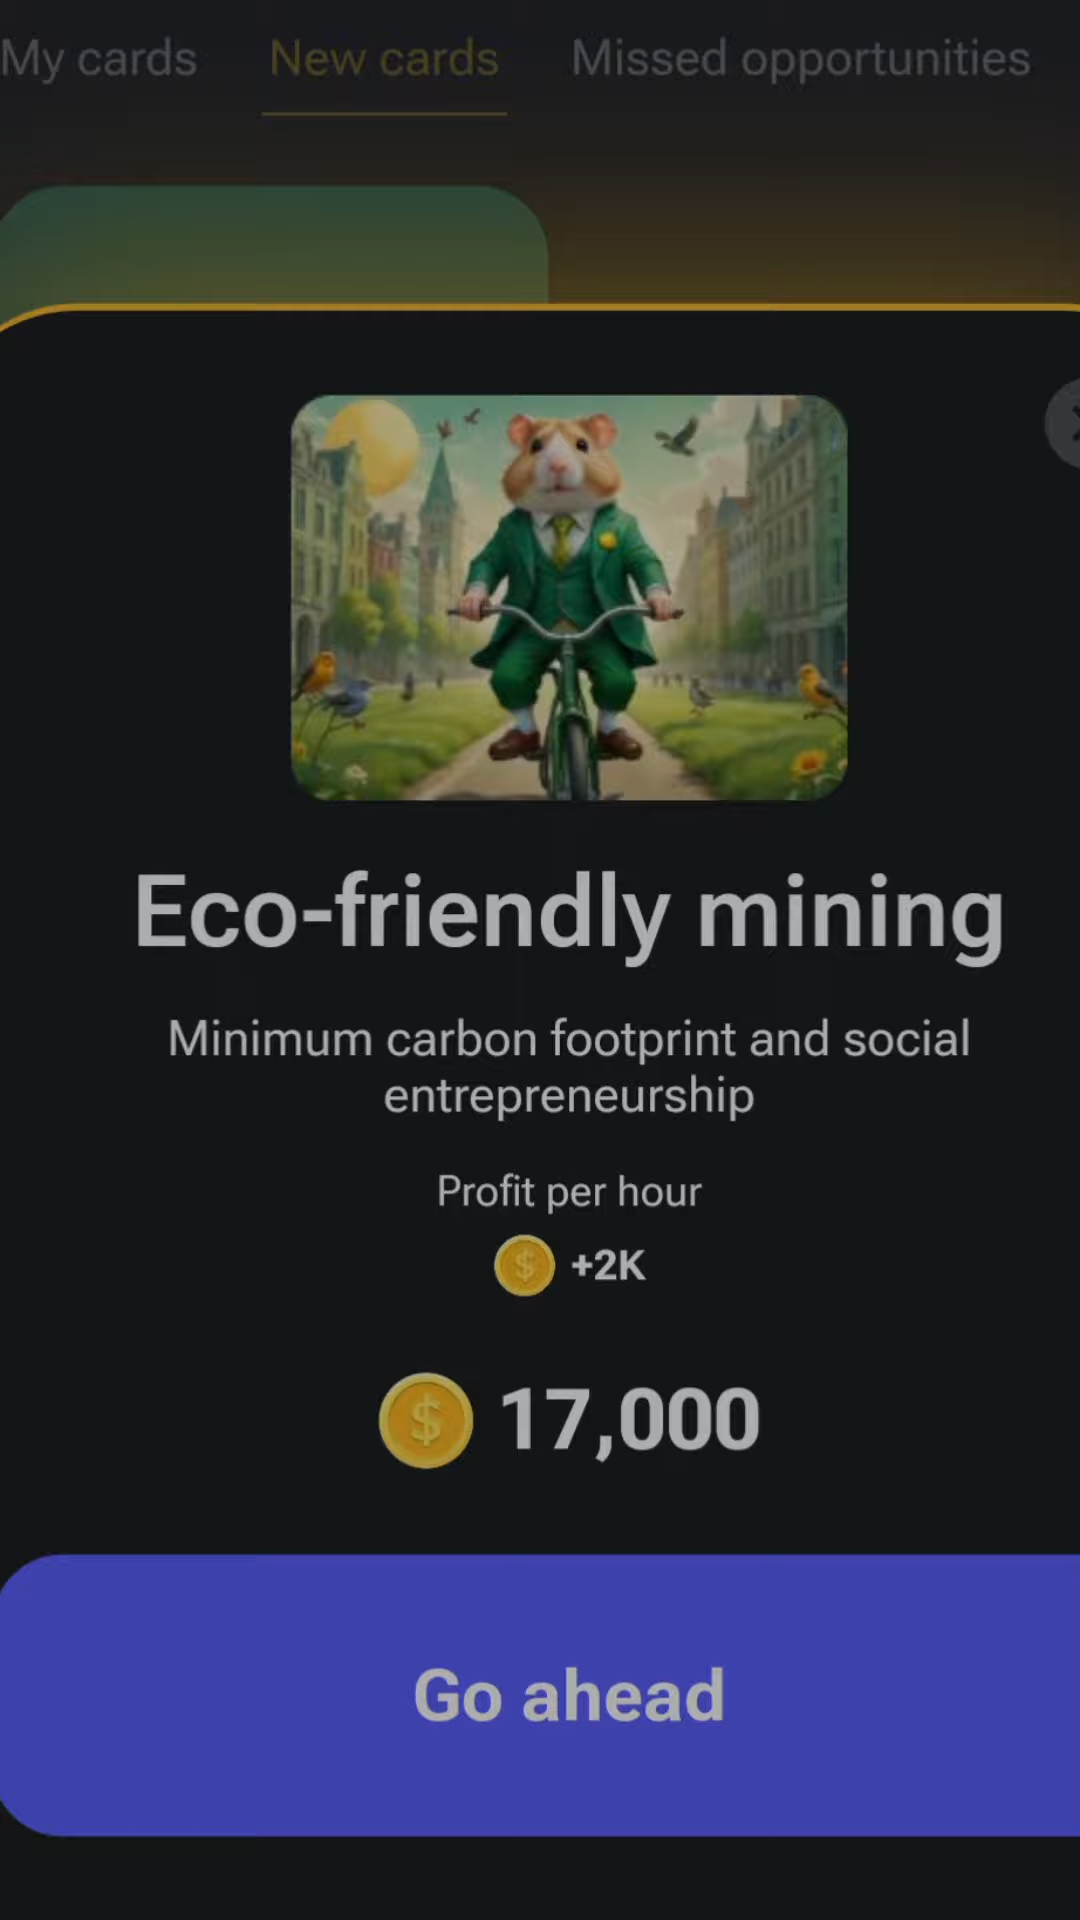 My cards
New cards
Missed opportunities
Eco-friendly mining
Minimum carbon footprint and social
entrepreneurship
Profit per hour
$ +2K
$ 17,000
Go ahead